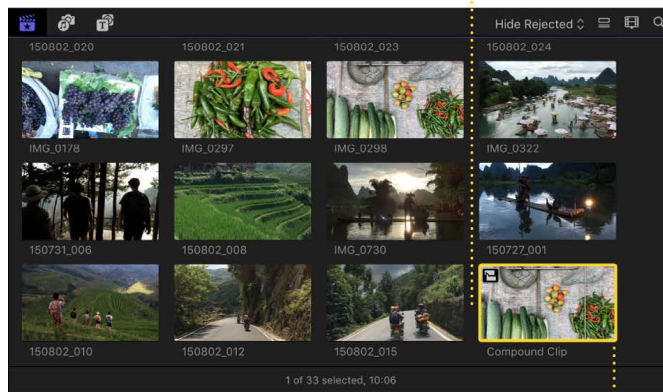 Hide Rejected
150802_020 150802_021 150802_023 150802_024
IMG_0178 IMG_0297 IMG_0298 IMG_0322
150731_006 150802_008 IMG_0730 150727_001
150802_010 150802_012 150802_015 Compound Clip
1 of 33 selected, 10:06